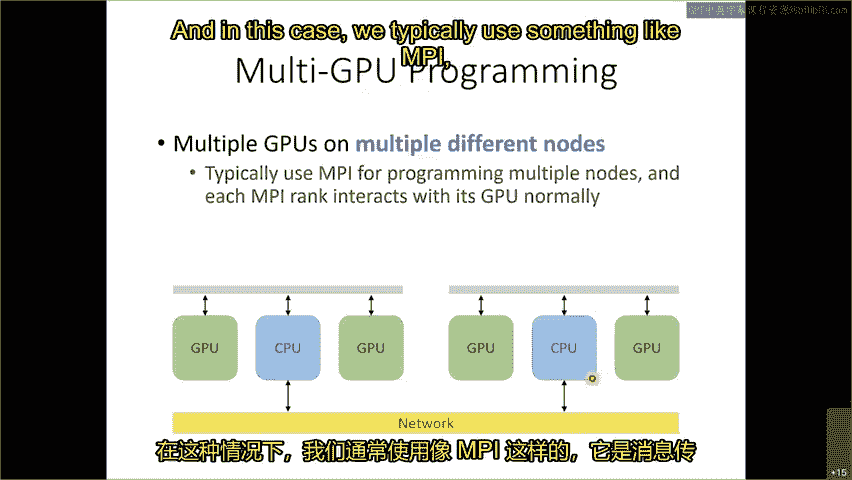 And in this case, we typically use something like
MPI,
Multi-GPU Programming
• Multiple GPUs on multiple different nodes
• Typically use MPI for programming multiple nodes, and
each MPI rank interacts with its GPU normally
GPU CPU GPU GPU CPU GPU
Network
在这种情况下，我们通常使用像 MPI 这样的，它是消息传
+15